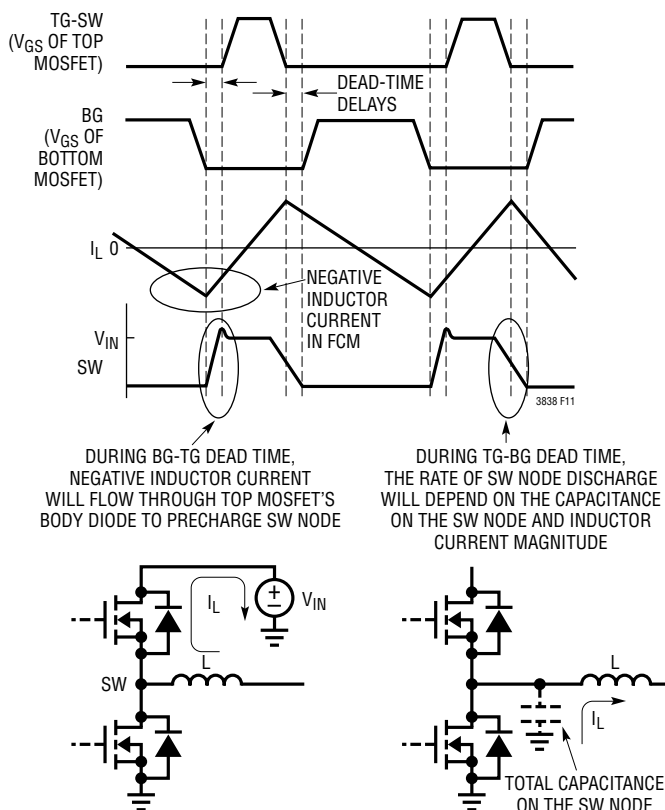 TG-SW
(VGS OF TOP
MOSFET)
DEAD-TIME
DELAYS
BG
(VGS OF
BOTTOM
MOSFET)
IL 0
NEGATIVE
INDUCTOR
CURRENT
IN FCM
VIN
SW
3838 F11
DURING BG-TG DEAD TIME,
NEGATIVE INDUCTOR CURRENT
WILL FLOW THROUGH TOP MOSFET'S
BODY DIODE TO PRECHARGE SW NODE
DURING TG-BG DEAD TIME,
THE RATE OF SW NODE DISCHARGE
WILL DEPEND ON THE CAPACITANCE
ON THE SW NODE AND INDUCTOR
CURRENT MAGNITUDE
IL
+
–
VIN
L
SW
L
IL
TOTAL CAPACITANCE
ON THE SW NODE